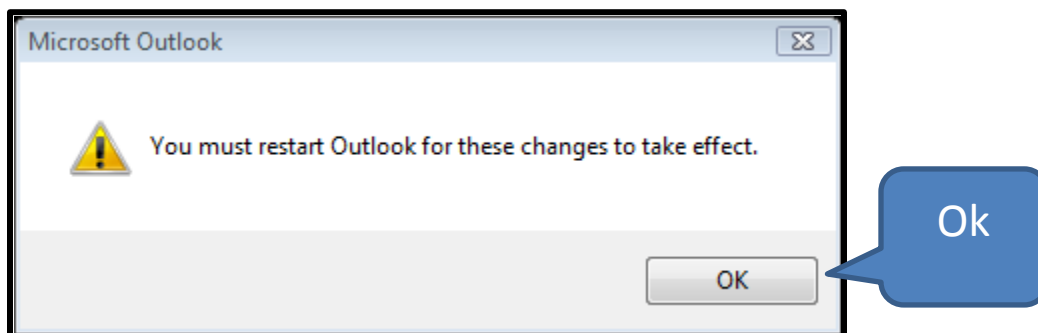 Microsoft Outlook
You must restart Outlook for these changes to take effect.
Ok
OK